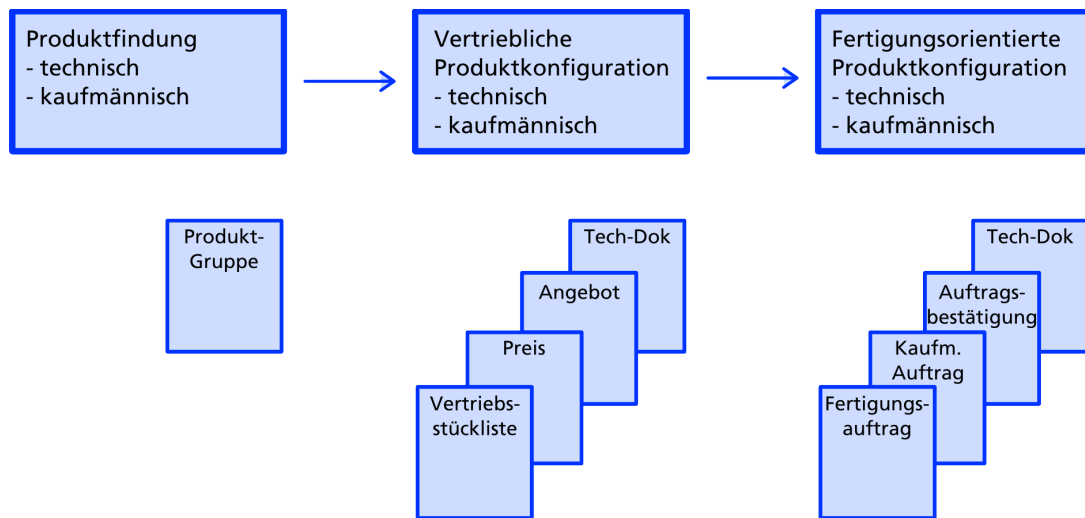 Produktfindung
- technisch
- kaufmännisch
Vertriebliche
Produktkonfiguration
- technisch
- kaufmännisch
Fertigungsorientierte
Produktkonfiguration
- technisch
- kaufmännisch
Produkt-
Gruppe
Tech-Dok
Angebot
Preis
Vertriebs-
stückliste
Tech-Dok
Auftrags-
bestätigung
Kaufm.
Auftrag
Fertigungs-
auftrag